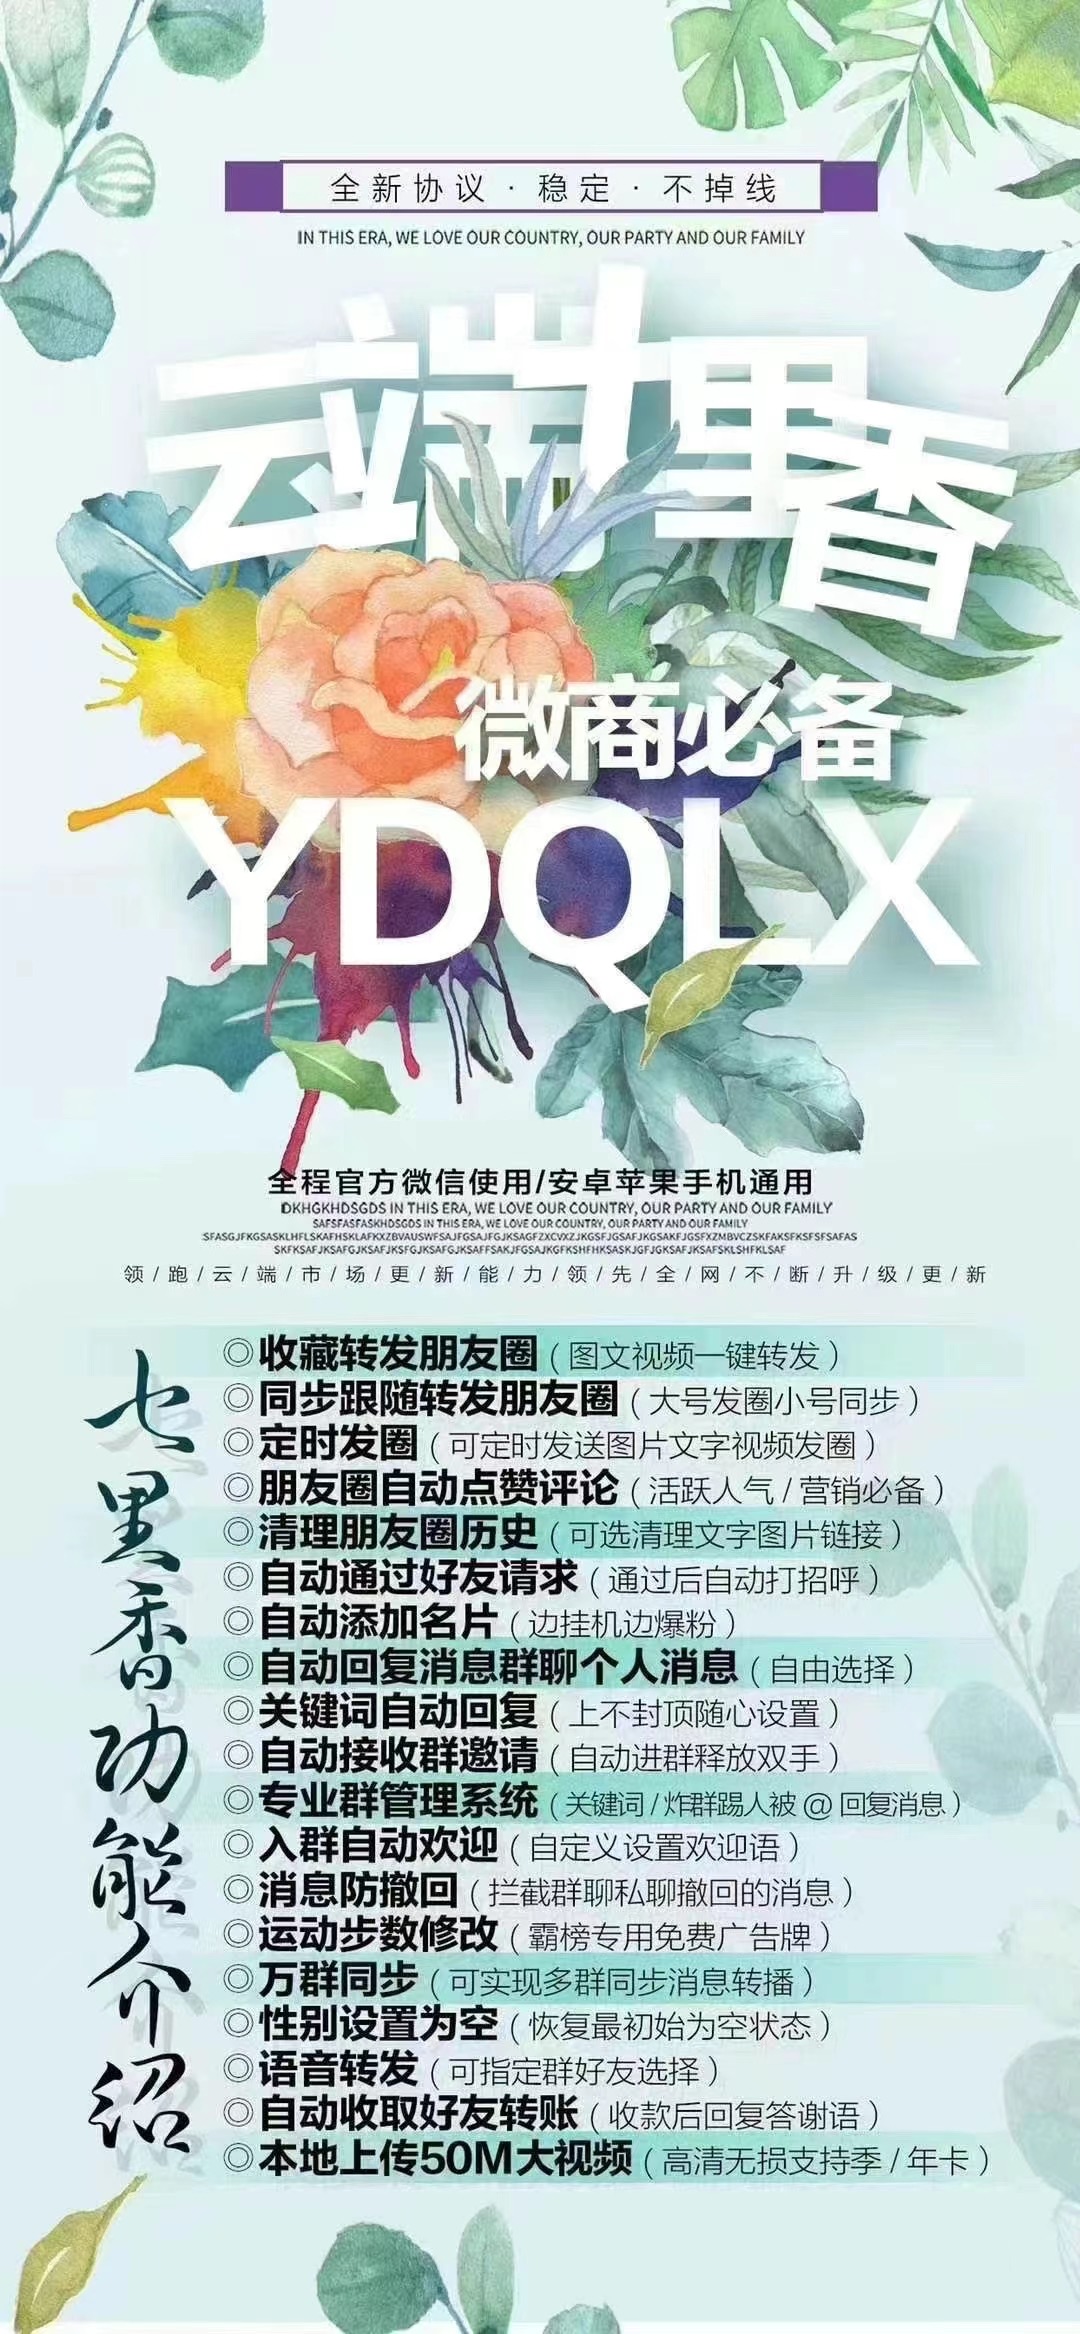 全新协议·稳定·不掉线
IN THIS ERA, WE LOVE OUR COUNTRY, OUR PARTY AND OUR FAMILY
云端七里香
微商必备
YDQLX
全程官方微信使用/安卓苹果手机通用
DKHGKHDSGDS IN THIS ERA, WE LOVE OUR COUNTRY, OUR PARTY AND OUR FAMILY
SAFSFASFASKHDSGDS IN THIS ERA, WE LOVE OUR COUNTRY, OUR PARTY AND OUR FAMILY
领/跑/云/端/市/场/更/新/能/力/领/先/全/网/不/断/升/级/更/新
七里香功能介绍
◎收藏转发朋友圈(图文视频一键转发)
◎同步跟随转发朋友圈(大号发圈小号同步)
◎定时发圈(可定时发送图片文字视频发圈)
◎朋友圈自动点赞评论(活跃人气/营销必备)
◎清理朋友圈历史(可选清理文字图片链接)
◎自动通过好友请求(通过后自动打招呼)
◎自动添加名片(边挂机边爆粉)
◎自动回复消息群聊个人消息(自由选择)
◎关键词自动回复(上不封顶随心设置)
◎自动接收群邀请(自动进群释放双手)
◎专业群管理系统(关键词/炸群踢人被@回复消息)
◎入群自动欢迎(自定义设置欢迎语)
◎消息防撤回(拦截群聊私聊撤回的消息)
◎运动步数修改(霸榜专用免费广告牌)
◎万群同步(可实现多群同步消息转播)
◎性别设置为空(恢复最初始为空状态)
◎语音转发(可指定群好友选择)
◎自动收取好友转账(收款后回复答谢语)
◎本地上传50M大视频(高清无损支持季/年卡)